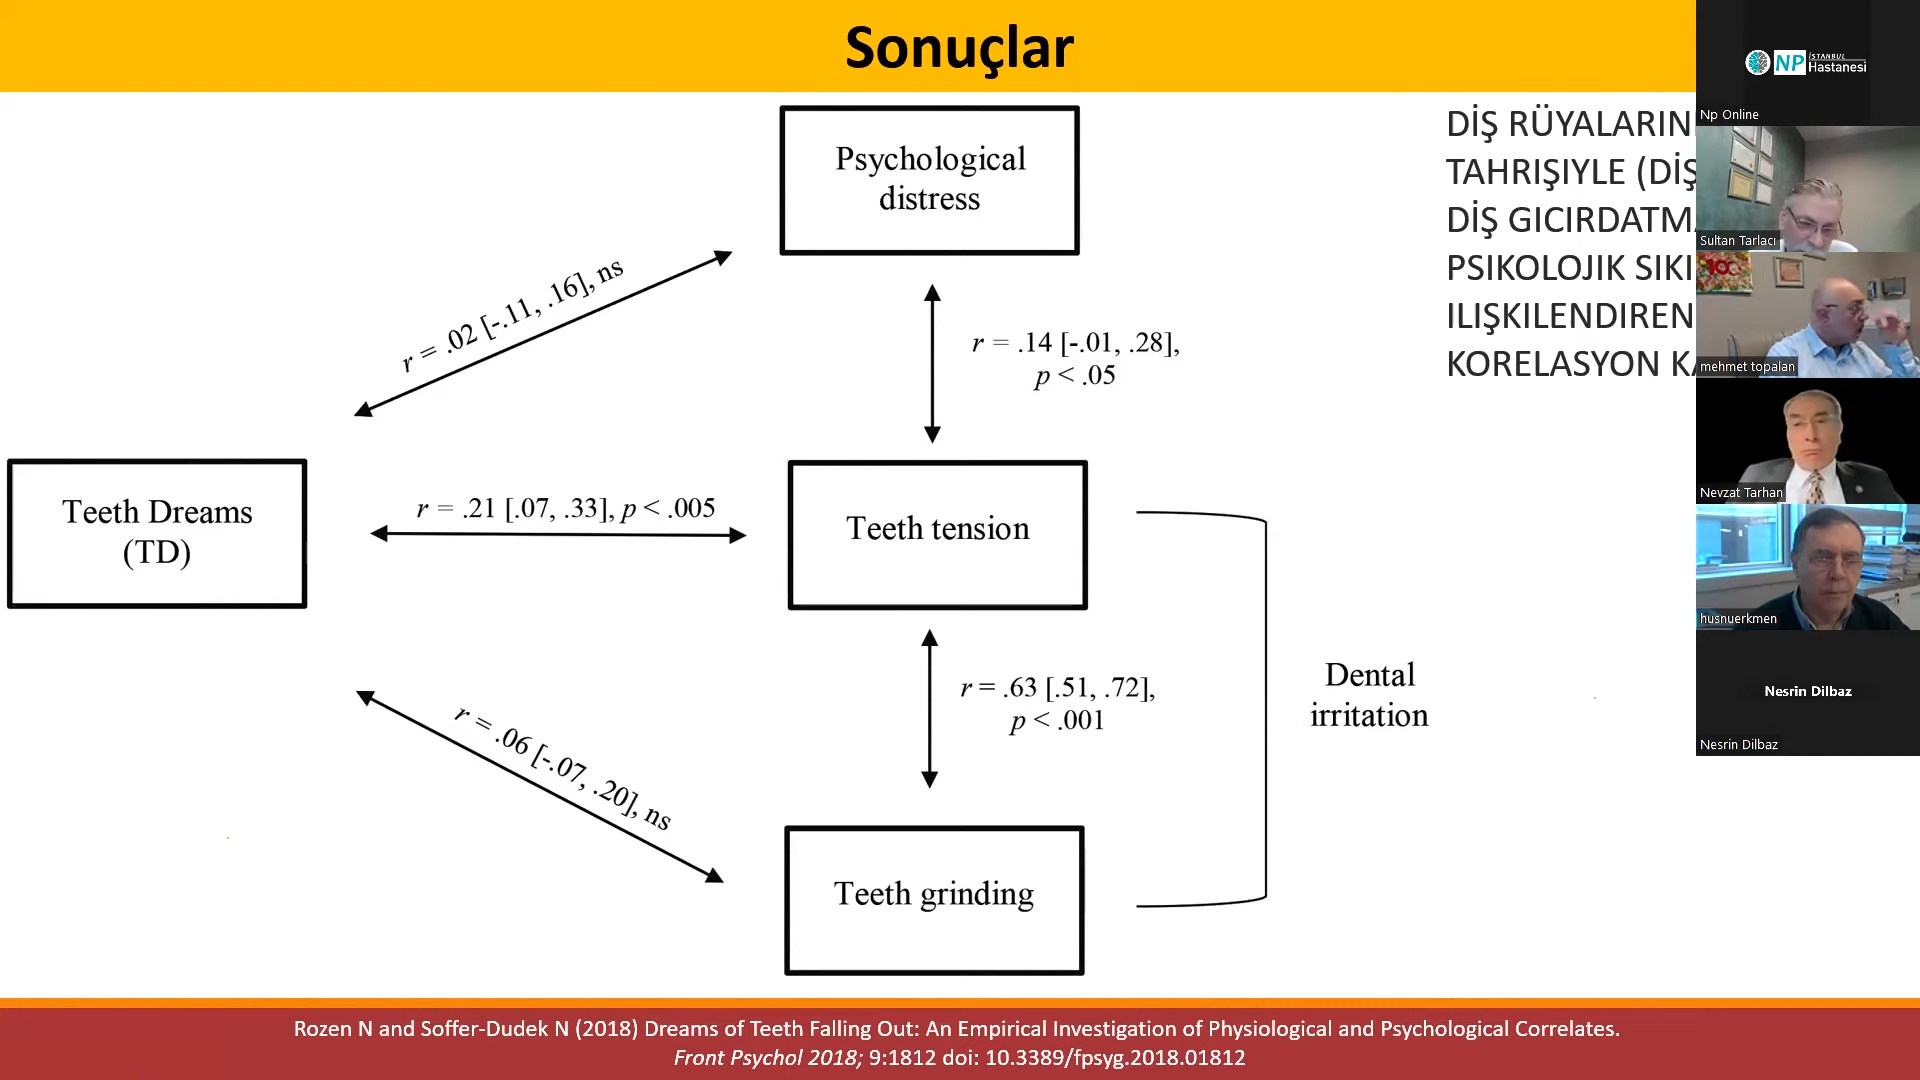 Sonuçlar
Psychological
distress
r = .02 [-.11, .16], ns
r = .14 [-.01, .28],
p < .05
Teeth Dreams
(TD)
r = .21 [.07, .33], p < .005
Teeth tension
r = .06 [-.07, .20], ns
r = .63 [.51, .72],
p < .001
Teeth grinding
Dental
irritation
DİŞ RÜYALARIN
TAHRIŞIYLE (DİŞ
DİŞ GICIRDATM
PSIKOLOJIK SIKI
ILIŞKILENDIREN
KORELASYON K
NP İSTANBUL
Hastanesi
Np Online
Sultan Tarlacı
100
mehmet topalan
Nevzat Tarhan
husnuerkmen
Nesrin Dilbaz
Nesrin Dilbaz
Rozen N and Soffer-Dudek N (2018) Dreams of Teeth Falling Out: An Empirical Investigation of Physiological and Psychological Correlates.
Front Psychol 2018; 9:1812 doi: 10.3389/fpsyg.2018.01812